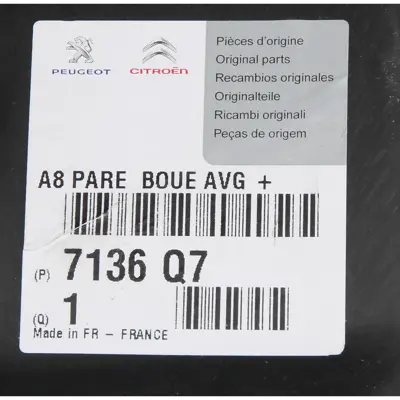 PEUGEOT
CITROËN
Pièces d'origine
Original parts
Recambios originales
Originalteile
Ricambi originali
Peças de origem
A8 PARE BOUE AVG +
(P) 7136 Q7
(Q) 1
Made in FR - FRANCE